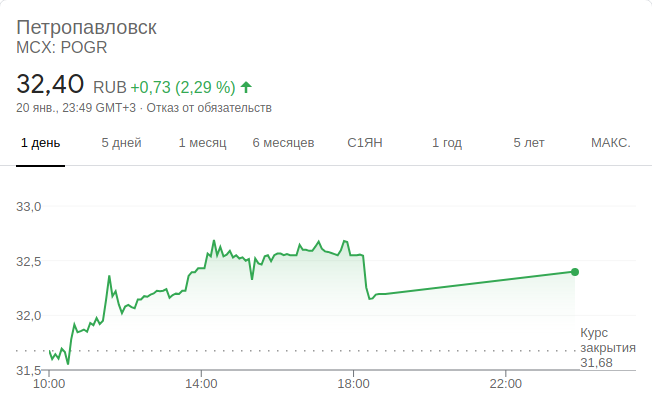 Петропавловск
MCX: POGR
32,40 RUB +0,73 (2,29 %)
20 янв., 23:49 GMT+3 · Отказ от обязательств
1 день 5 дней 1 месяц 6 месяцев С1ЯН 1 год 5 лет МАКС.
33,0
32,5
32,0
Курс
закрытия
31,68
31,5
10:00 14:00 18:00 22:00